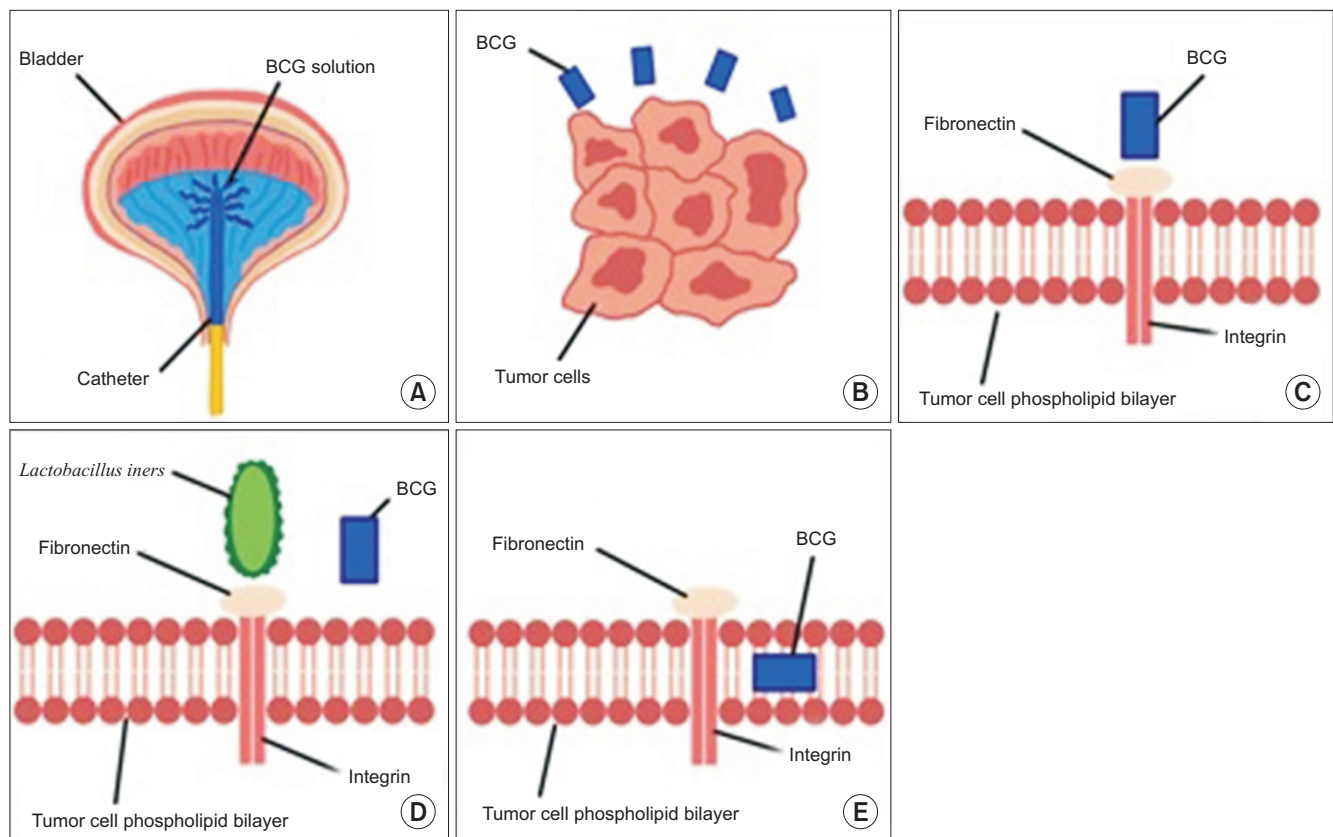 Bladder
BCG solution
Catheter
A
BCG
Tumor cells
B
BCG
Fibronectin
Integrin
Tumor cell phospholipid bilayer
C
Lactobacillus iners
BCG
Fibronectin
Integrin
Tumor cell phospholipid bilayer
D
Fibronectin
BCG
Integrin
Tumor cell phospholipid bilayer
E